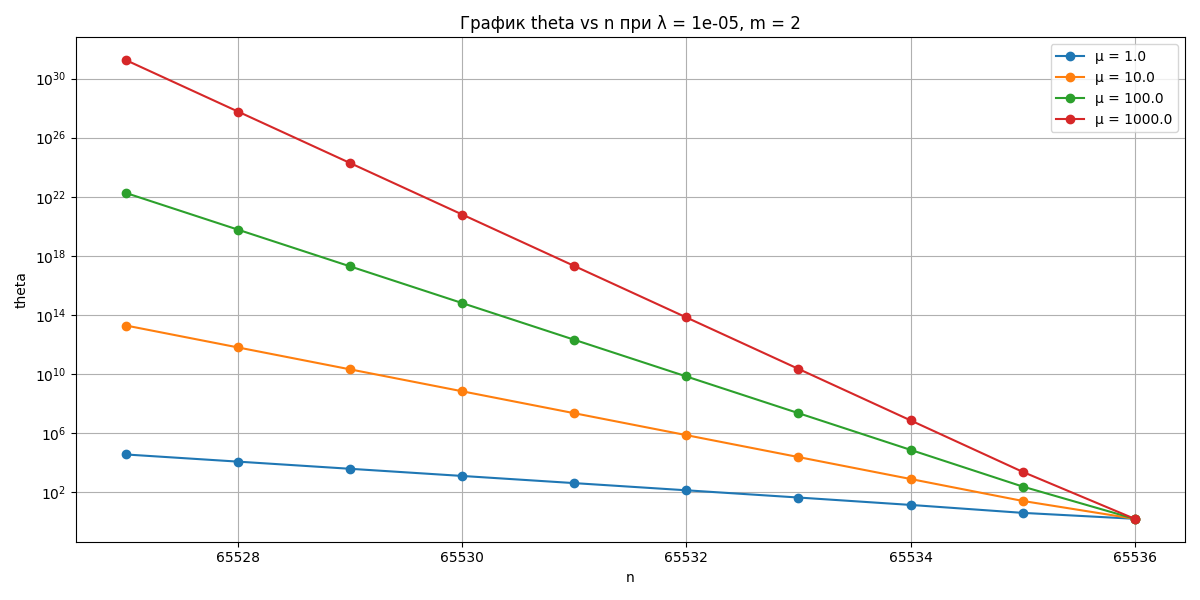 График theta vs n при λ = 1e-05, m = 2
μ = 1.0
μ = 10.0
μ = 100.0
μ = 1000.0
10^30
10^26
10^22
10^18
10^14
10^10
10^6
10^2
theta
65528 65530 65532 65534 65536
n